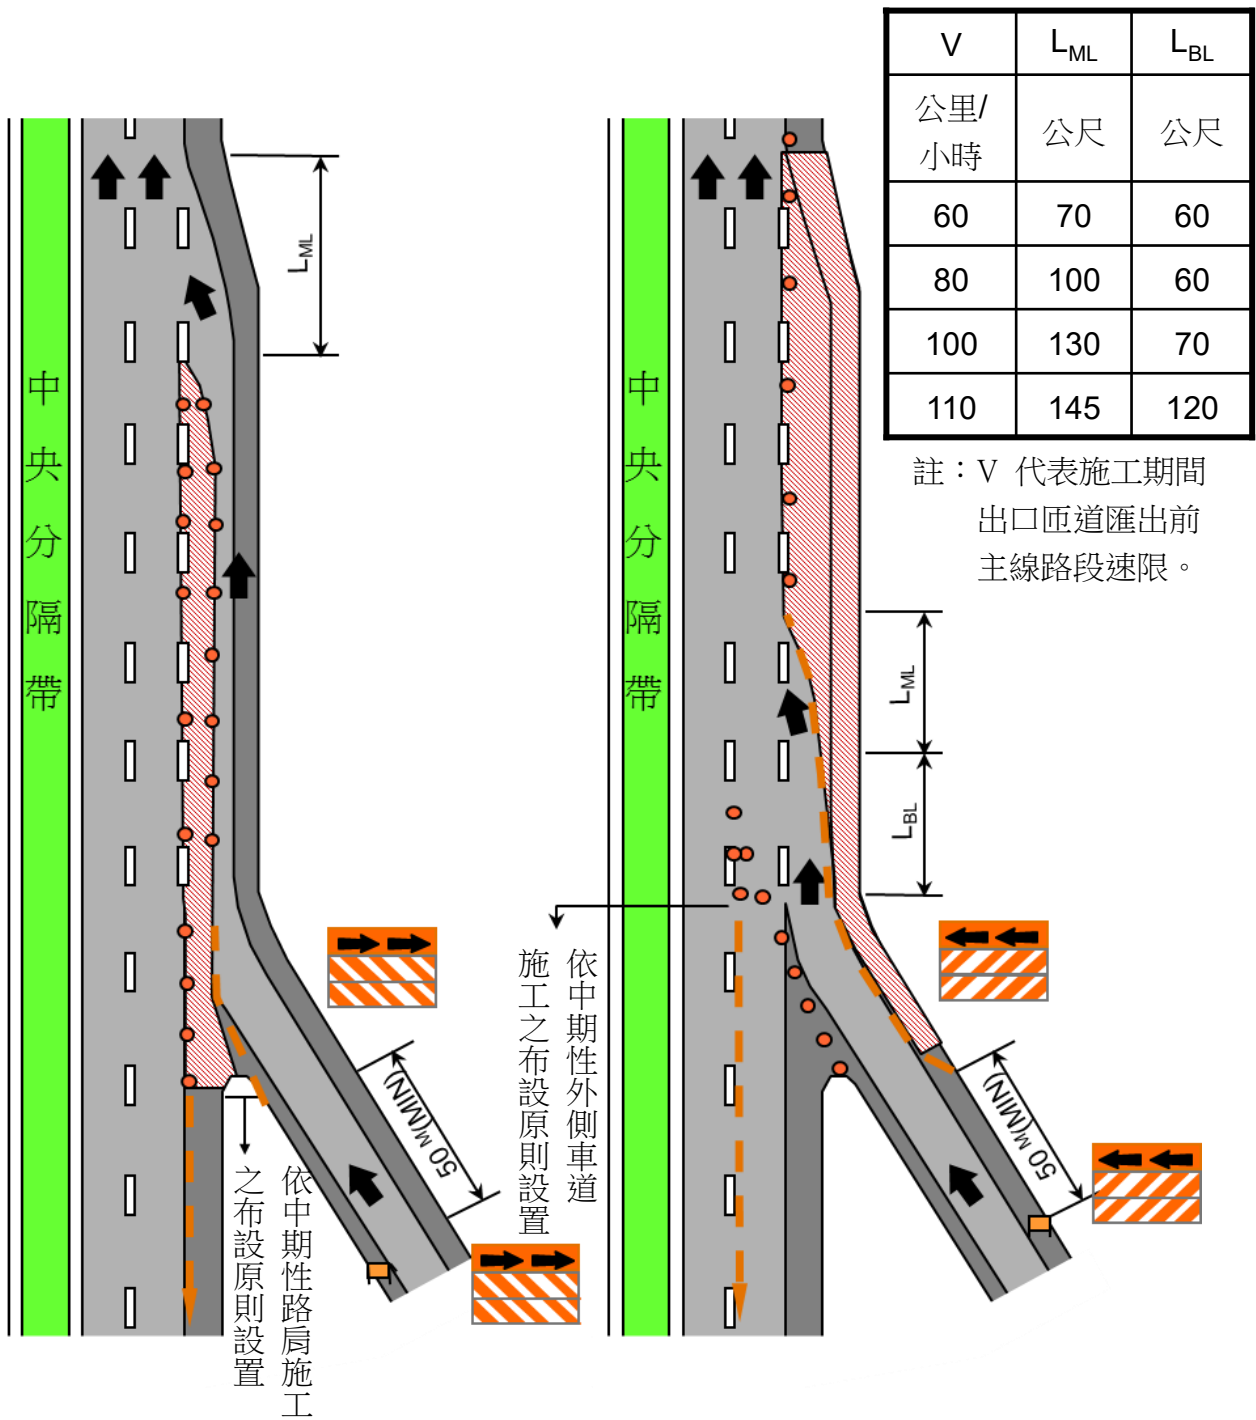 V L_ML L_BL
公里/
小時 公尺 公尺
60 70 60
80 100 60
100 130 70
110 145 120
註：V 代表施工期間
出口匝道匯出前
主線路段速限。
中央分隔帶
L_ML
50 M(MIN)
依中期性路肩施工
之布設原則設置
中央分隔帶
L_ML
L_BL
依中期性外側車道
施工之布設原則設置
50 M(MIN)